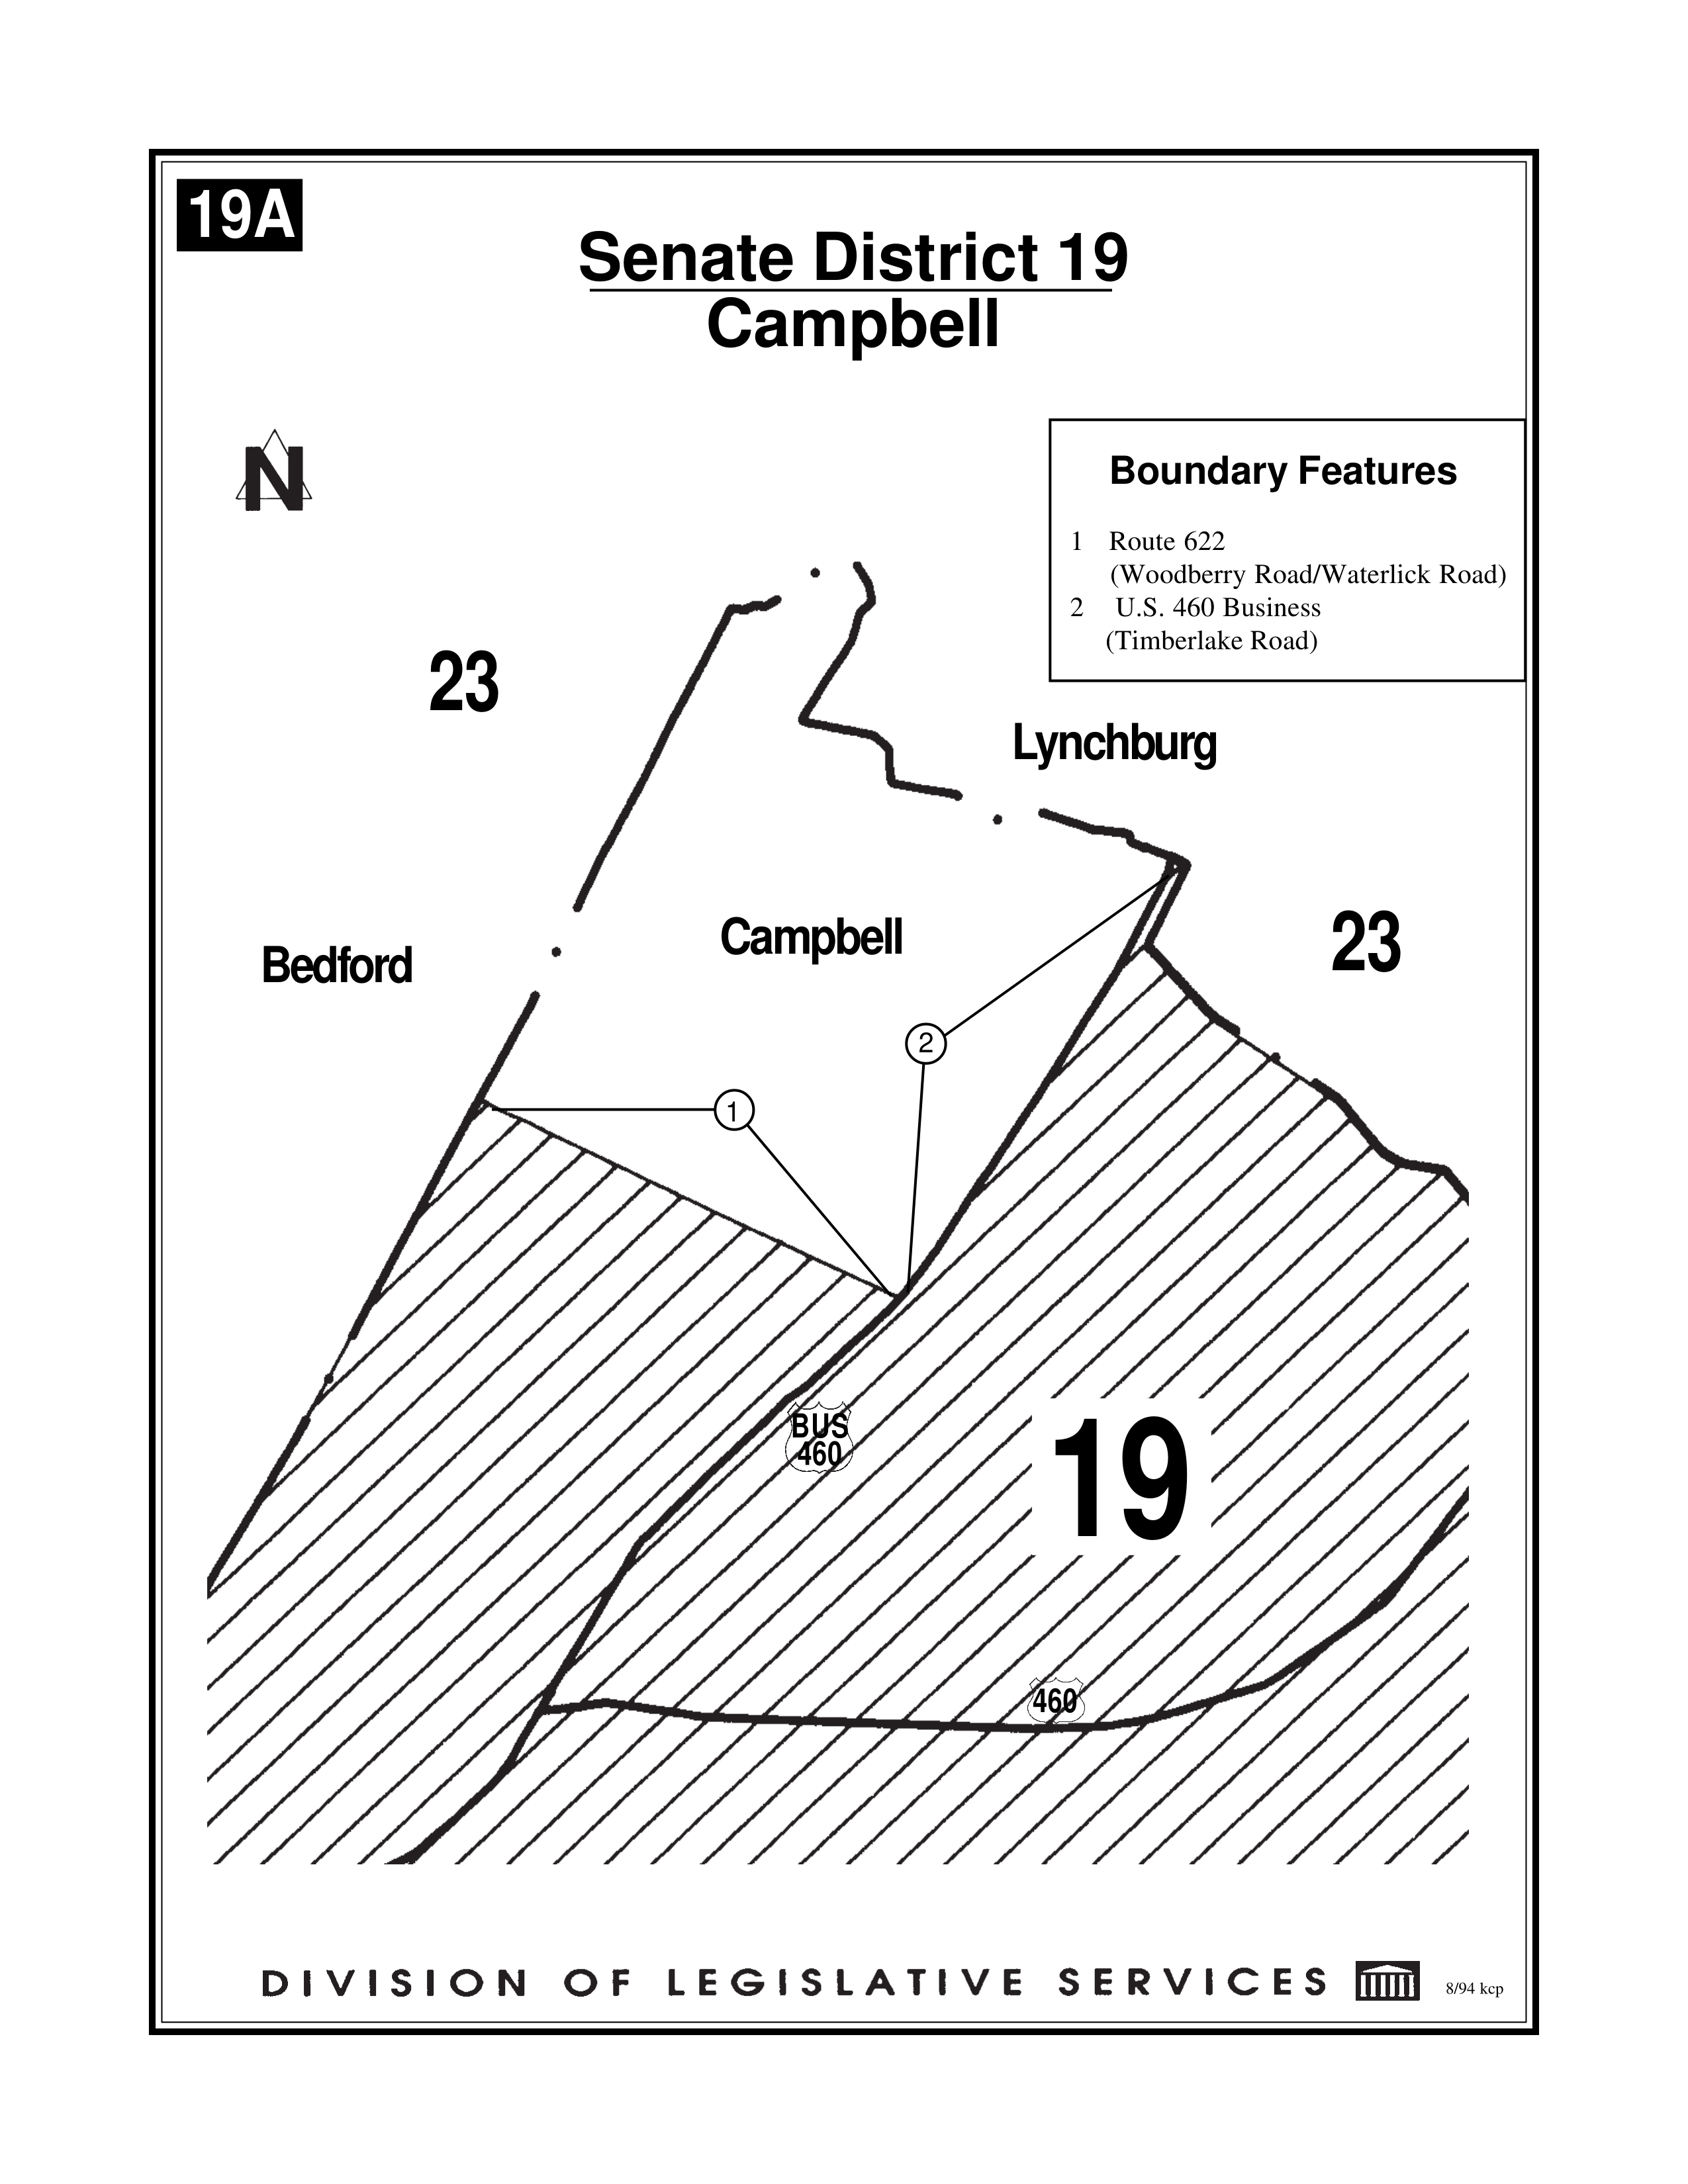 19A
Senate District 19
Campbell
N
Boundary Features
1 Route 622
(Woodberry Road/Waterlick Road)
2 U.S. 460 Business
(Timberlake Road)
23
Lynchburg
Campbell
23
Bedford
2
1
BUS
460
19
460
DIVISION OF LEGISLATIVE SERVICES
8/94 kcp